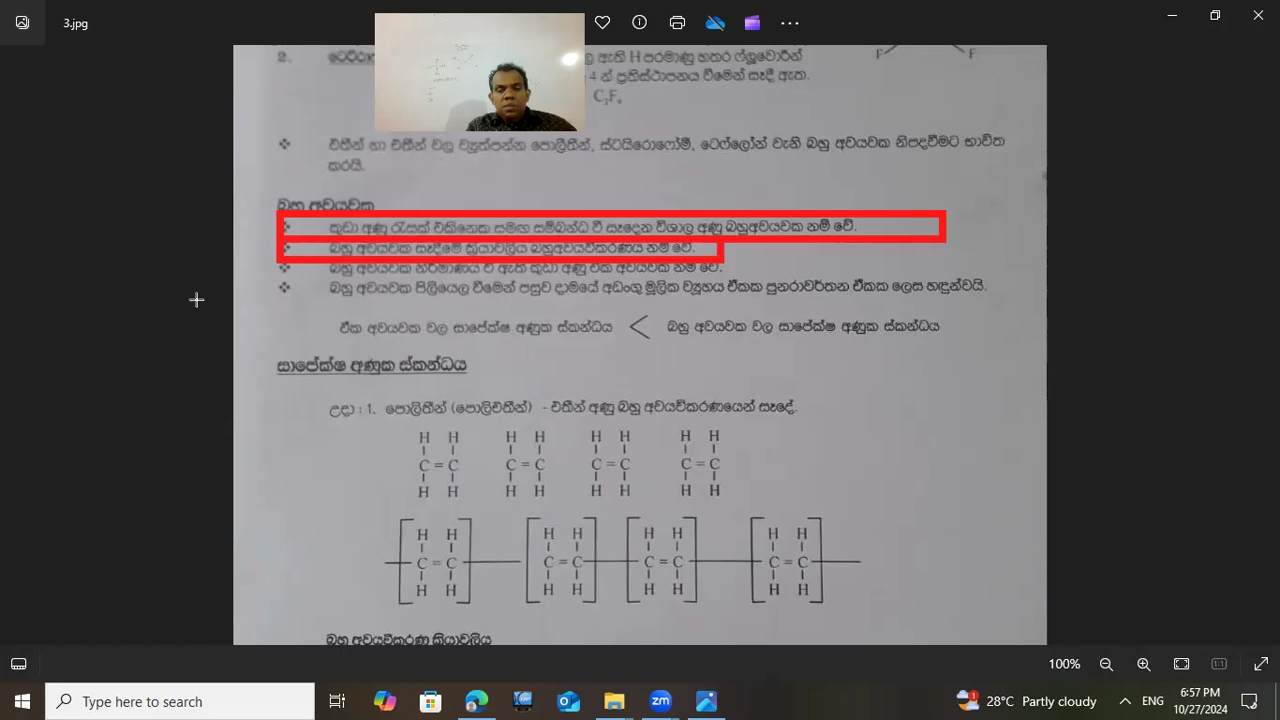 3.jpg
2. ඇති H පරමාණු හතර ෆ්ලුවොරීන් F F
4 න් ප්‍රතිස්ථාපනය වීමෙන් සෑදී ඇත.
❖ එතීන් හා එතීන් වල ව්‍යුත්පන්න පොලිතීන්, ස්ටයිරොෆෝම්, ටෙෆ්ලෝන් වැනි බහු අවයවක නිපදවීමට භාවිත
කරයි.
බහු අවයවක
කුඩා අණු රැසක් එකිනෙක සමඟ සම්බන්ධ වී සෑදෙන විශාල අණු බහුඅවයවක නම් වේ.
බහු අවයවක සෑදීමේ ක්‍රියාවලිය බහුඅවයවීකරණය නම් වේ.
❖ බහු අවයවක නිර්මාණය වී ඇති කුඩා අණු ඒක අවයවක නම් වේ.
❖ බහු අවයවක පිලියෙල වීමෙන් පසුව දාමයේ අඩංගු මූලික ව්‍යුහය ඒකක පුනරාවර්තන ඒකක ලෙස හඳුන්වයි.
ඒක අවයවක වල සාපේක්ෂ අණුක ස්කන්ධය < බහු අවයවක වල සාපේක්ෂ අණුක ස්කන්ධය
සාපේක්ෂ අණුක ස්කන්ධය
උදා : 1. පොලිතීන් (පොලිඑතීන්) - එතීන් අණු බහු අවයවීකරණයෙන් සෑදේ.
H H H H H H H H
C = C C = C C = C C = C
H H H H H H H H
H H H H H H H H
C = C C = C C = C C = C
H H H H H H H H
බහු අවයවීකරණ ක්‍රියාවලිය
100%
Type here to search
zm
1
28°C Partly cloudy
ENG
6:57 PM
10/27/2024